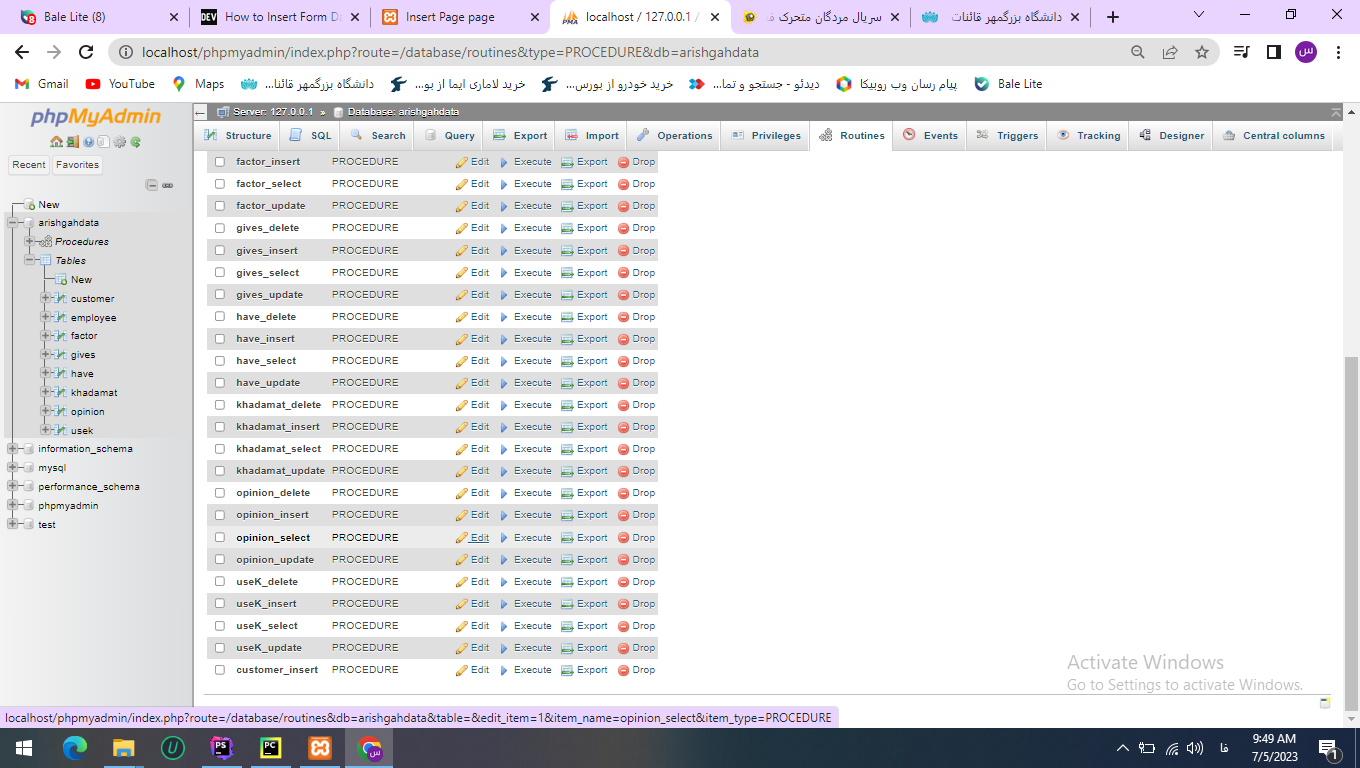 Bale Lite (8)
How to Insert Form Da
Insert Page page
localhost / 127.0.0.1 /
سریال مردگان متحرک ف
دانشگاه بزرگمهر قائنات
localhost/phpmyadmin/index.php?route=/database/routines&type=PROCEDURE&db=arishgahdata
س
Gmail
YouTube
Maps
دانشگاه بزرگمهر قائنا...
خرید لاماری ایما از بو...
خرید خودرو از بورس...
دیدئو - جستجو و تما...
پیام رسان وب روبیکا
Bale Lite
phpMyAdmin
Server: 127.0.0.1 » Database: arishgahdata
Structure SQL Search Query Export Import Operations Privileges Routines Events Triggers Tracking Designer Central columns
Recent Favorites
New
arishgahdata
Procedures
Tables
New
customer
employee
factor
gives
have
khadamat
opinion
usek
information_schema
mysql
performance_schema
phpmyadmin
test
factor_insert PROCEDURE Edit Execute Export Drop
factor_select PROCEDURE Edit Execute Export Drop
factor_update PROCEDURE Edit Execute Export Drop
gives_delete PROCEDURE Edit Execute Export Drop
gives_insert PROCEDURE Edit Execute Export Drop
gives_select PROCEDURE Edit Execute Export Drop
gives_update PROCEDURE Edit Execute Export Drop
have_delete PROCEDURE Edit Execute Export Drop
have_insert PROCEDURE Edit Execute Export Drop
have_select PROCEDURE Edit Execute Export Drop
have_update PROCEDURE Edit Execute Export Drop
khadamat_delete PROCEDURE Edit Execute Export Drop
khadamat_insert PROCEDURE Edit Execute Export Drop
khadamat_select PROCEDURE Edit Execute Export Drop
khadamat_update PROCEDURE Edit Execute Export Drop
opinion_delete PROCEDURE Edit Execute Export Drop
opinion_insert PROCEDURE Edit Execute Export Drop
opinion_select PROCEDURE Edit Execute Export Drop
opinion_update PROCEDURE Edit Execute Export Drop
useK_delete PROCEDURE Edit Execute Export Drop
useK_insert PROCEDURE Edit Execute Export Drop
useK_select PROCEDURE Edit Execute Export Drop
useK_update PROCEDURE Edit Execute Export Drop
customer_insert PROCEDURE Edit Execute Export Drop
Activate Windows
Go to Settings to activate Windows.
localhost/phpmyadmin/index.php?route=/database/routines&db=arishgahdata&table=&edit_item=1&item_name=opinion_select&item_type=PROCEDURE
فا
9:49 AM
7/5/2023
1